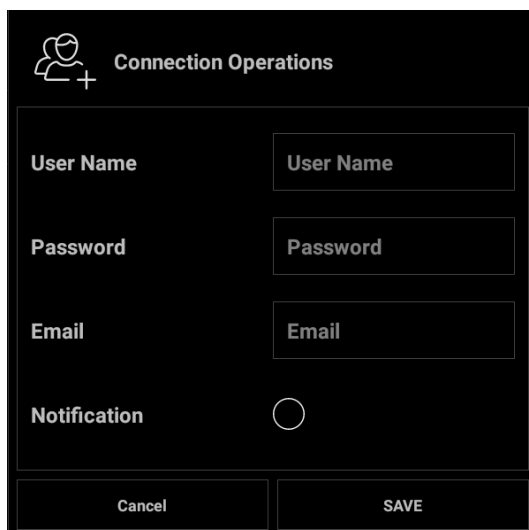 Connection Operations
User Name User Name
Password Password
Email Email
Notification
Cancel SAVE